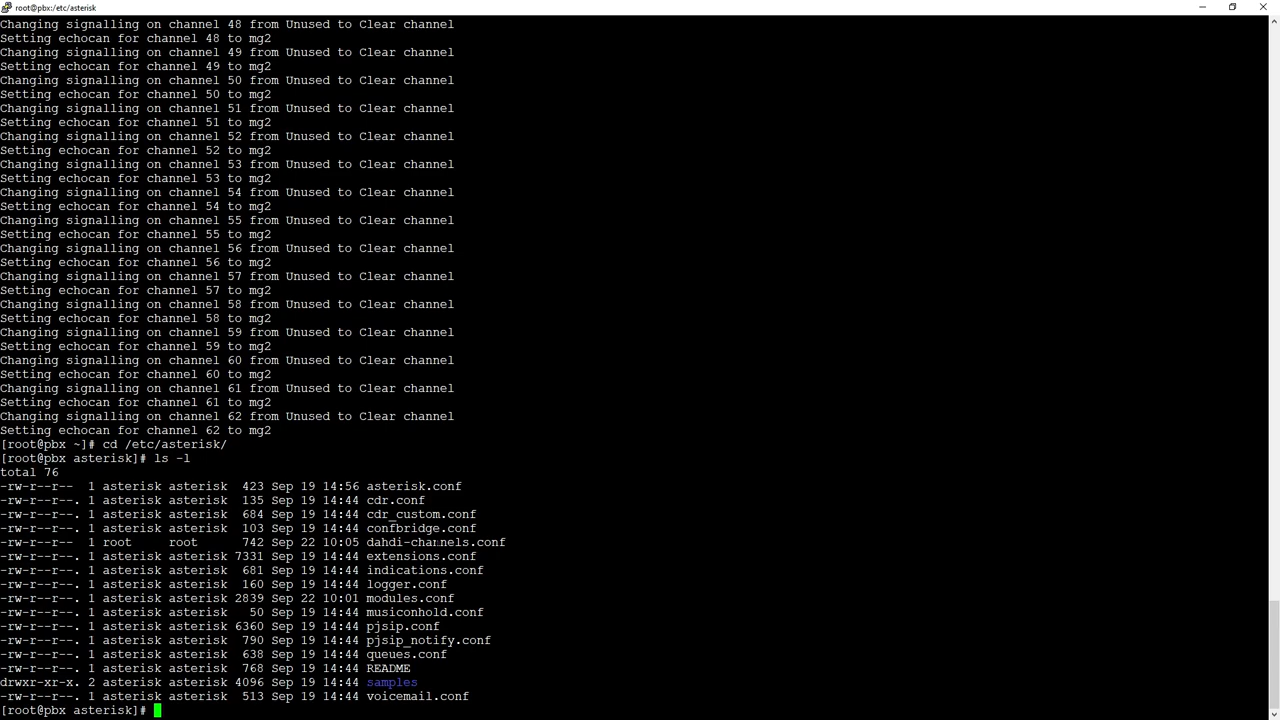 root@pbx:/etc/asterisk
Changing signalling on channel 48 from Unused to Clear channel
Setting echocan for channel 48 to mg2
Changing signalling on channel 49 from Unused to Clear channel
Setting echocan for channel 49 to mg2
Changing signalling on channel 50 from Unused to Clear channel
Setting echocan for channel 50 to mg2
Changing signalling on channel 51 from Unused to Clear channel
Setting echocan for channel 51 to mg2
Changing signalling on channel 52 from Unused to Clear channel
Setting echocan for channel 52 to mg2
Changing signalling on channel 53 from Unused to Clear channel
Setting echocan for channel 53 to mg2
Changing signalling on channel 54 from Unused to Clear channel
Setting echocan for channel 54 to mg2
Changing signalling on channel 55 from Unused to Clear channel
Setting echocan for channel 55 to mg2
Changing signalling on channel 56 from Unused to Clear channel
Setting echocan for channel 56 to mg2
Changing signalling on channel 57 from Unused to Clear channel
Setting echocan for channel 57 to mg2
Changing signalling on channel 58 from Unused to Clear channel
Setting echocan for channel 58 to mg2
Changing signalling on channel 59 from Unused to Clear channel
Setting echocan for channel 59 to mg2
Changing signalling on channel 60 from Unused to Clear channel
Setting echocan for channel 60 to mg2
Changing signalling on channel 61 from Unused to Clear channel
Setting echocan for channel 61 to mg2
Changing signalling on channel 62 from Unused to Clear channel
Setting echocan for channel 62 to mg2
[root@pbx ~]# cd /etc/asterisk/
[root@pbx asterisk]# ls -l
total 76
-rw-r--r--  1 asterisk asterisk  423 Sep 19 14:56 asterisk.conf
-rw-r--r--. 1 asterisk asterisk  135 Sep 19 14:44 cdr.conf
-rw-r--r--. 1 asterisk asterisk  684 Sep 19 14:44 cdr_custom.conf
-rw-r--r--. 1 asterisk asterisk  103 Sep 19 14:44 confbridge.conf
-rw-r--r--  1 root     root      742 Sep 22 10:05 dahdi-channels.conf
-rw-r--r--. 1 asterisk asterisk 7331 Sep 19 14:44 extensions.conf
-rw-r--r--. 1 asterisk asterisk  681 Sep 19 14:44 indications.conf
-rw-r--r--. 1 asterisk asterisk  160 Sep 19 14:44 logger.conf
-rw-r--r--. 1 asterisk asterisk 2839 Sep 22 10:01 modules.conf
-rw-r--r--. 1 asterisk asterisk   50 Sep 19 14:44 musiconhold.conf
-rw-r--r--. 1 asterisk asterisk 6360 Sep 19 14:44 pjsip.conf
-rw-r--r--. 1 asterisk asterisk  790 Sep 19 14:44 pjsip_notify.conf
-rw-r--r--. 1 asterisk asterisk  638 Sep 19 14:44 queues.conf
-rw-r--r--. 1 asterisk asterisk  768 Sep 19 14:44 README
drwxr-xr-x. 2 asterisk asterisk 4096 Sep 19 14:44 samples
-rw-r--r--. 1 asterisk asterisk  513 Sep 19 14:44 voicemail.conf
[root@pbx asterisk]#